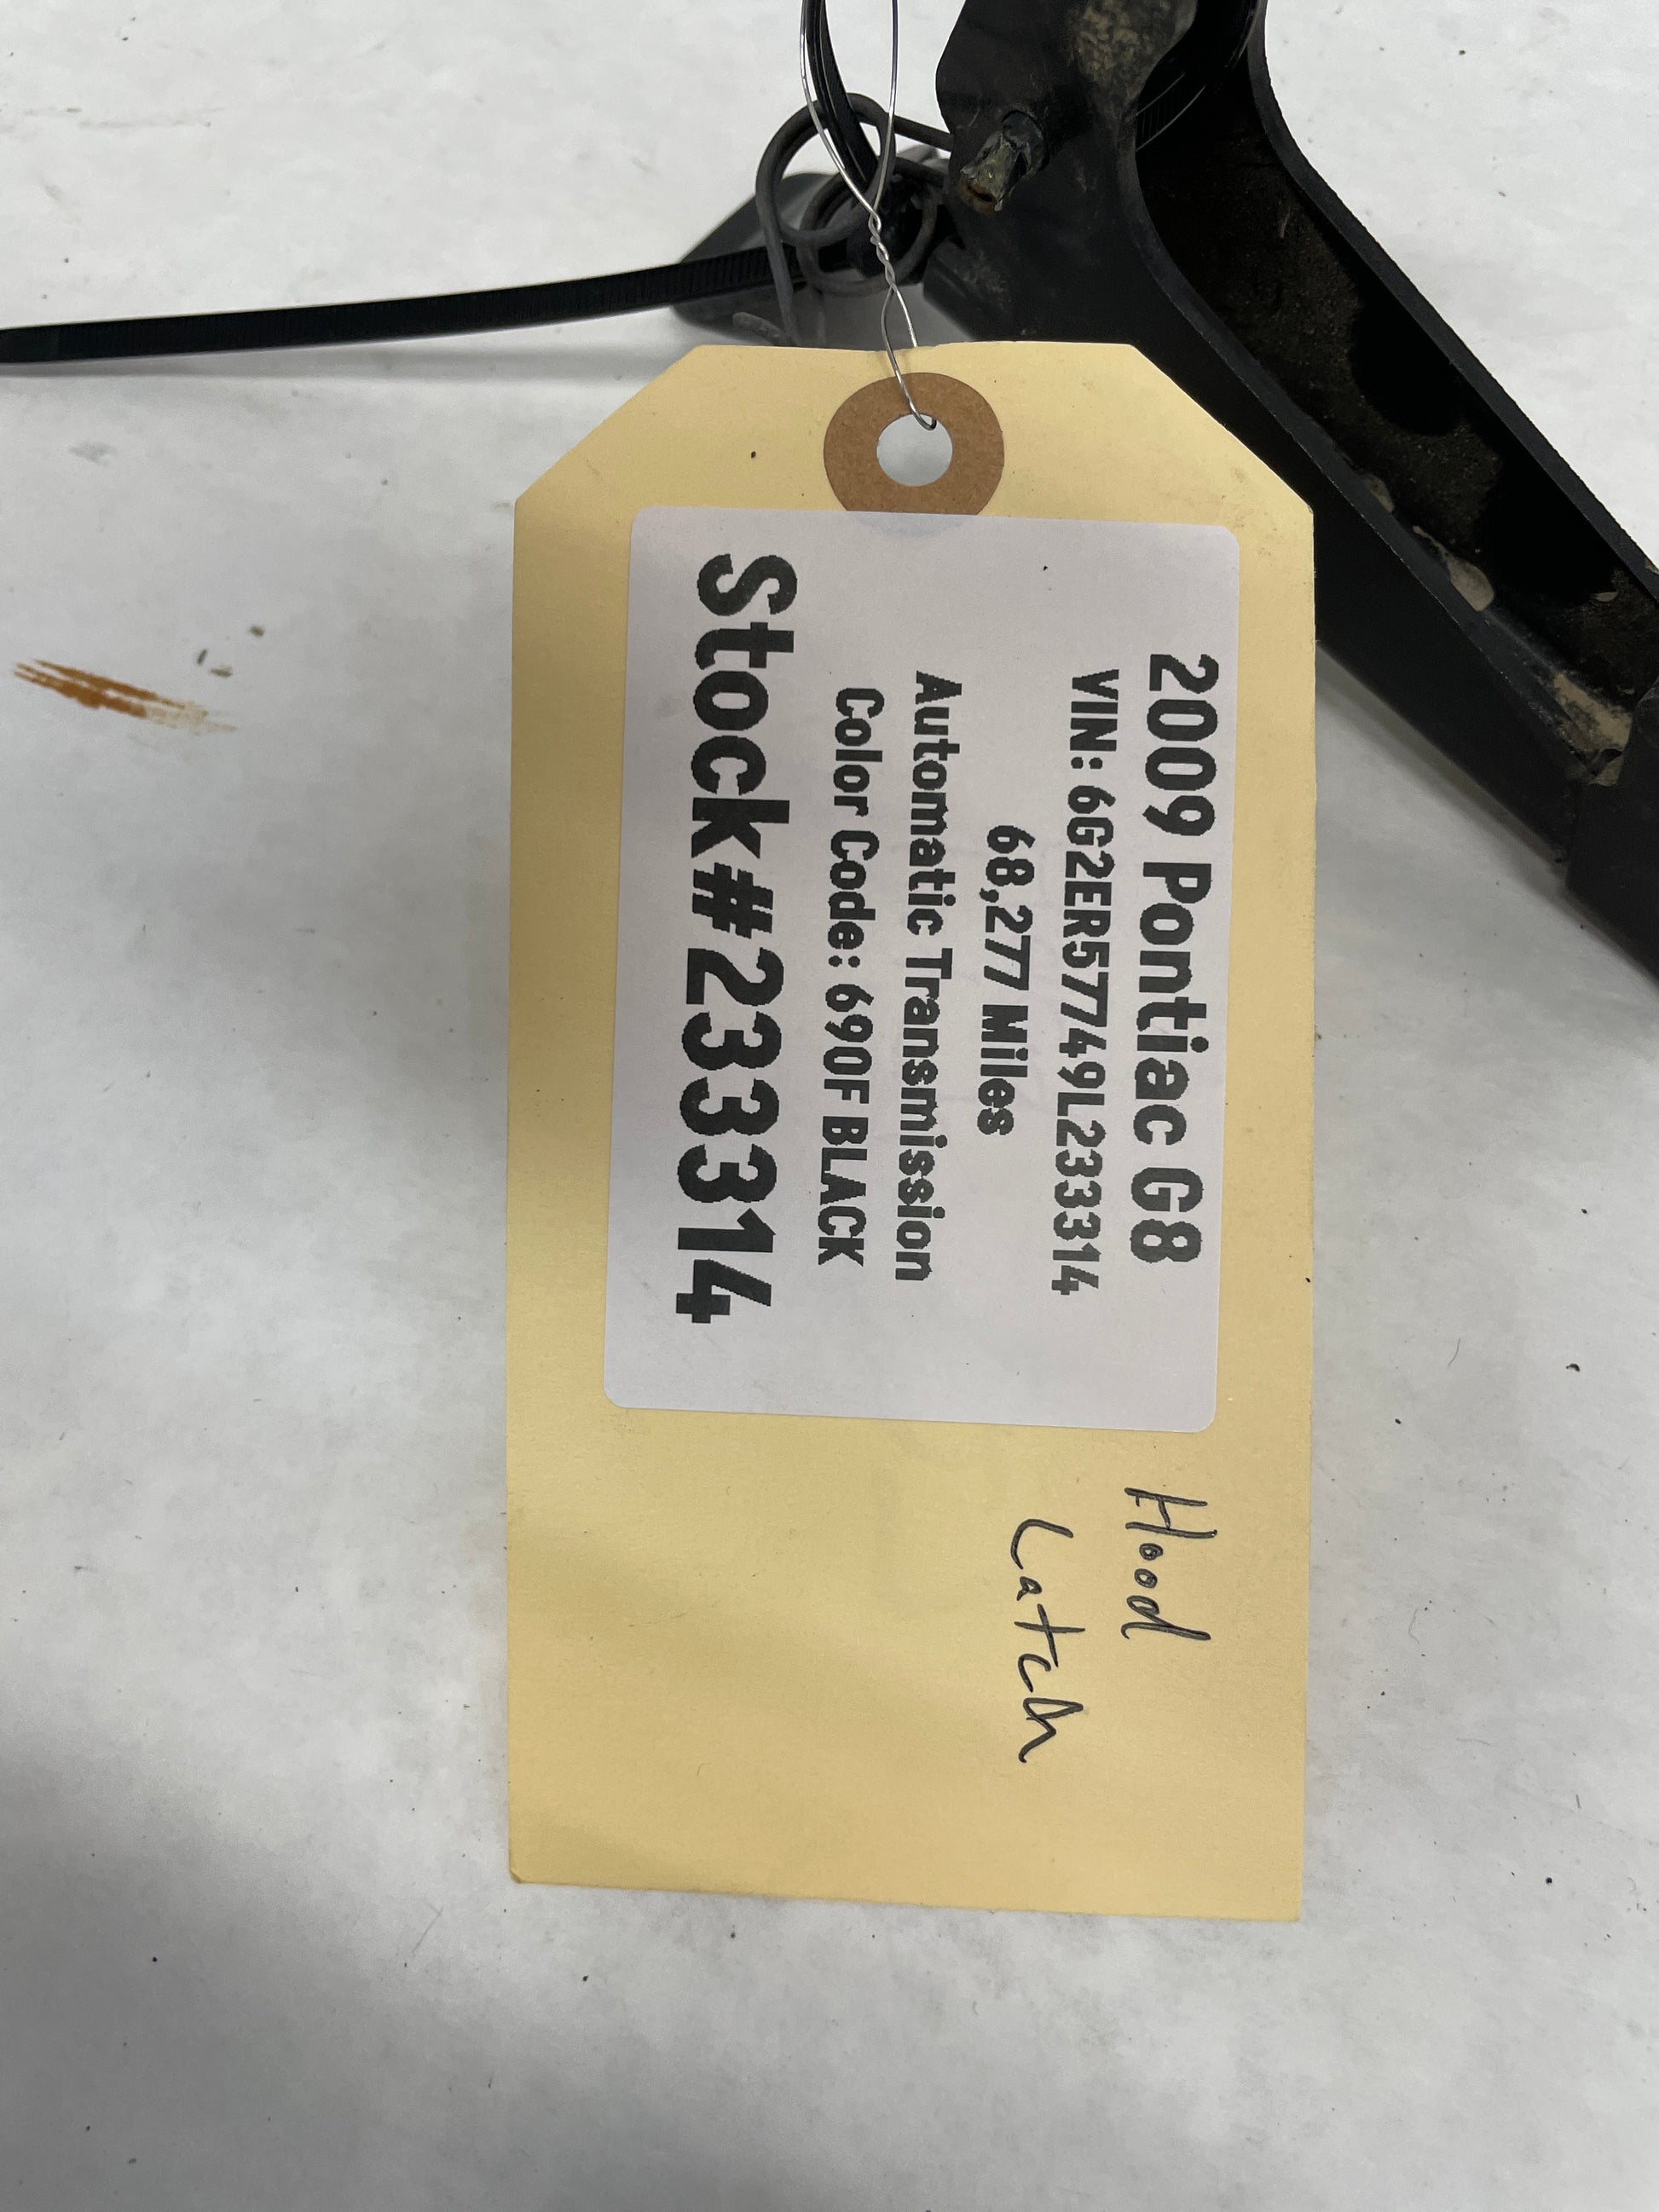 2009 Pontiac G8
VIN: 6G2ER57749L233314
68,277 Miles
Automatic Transmission
Color Code: 690F BLACK
Stock#233314
Hood
Latch